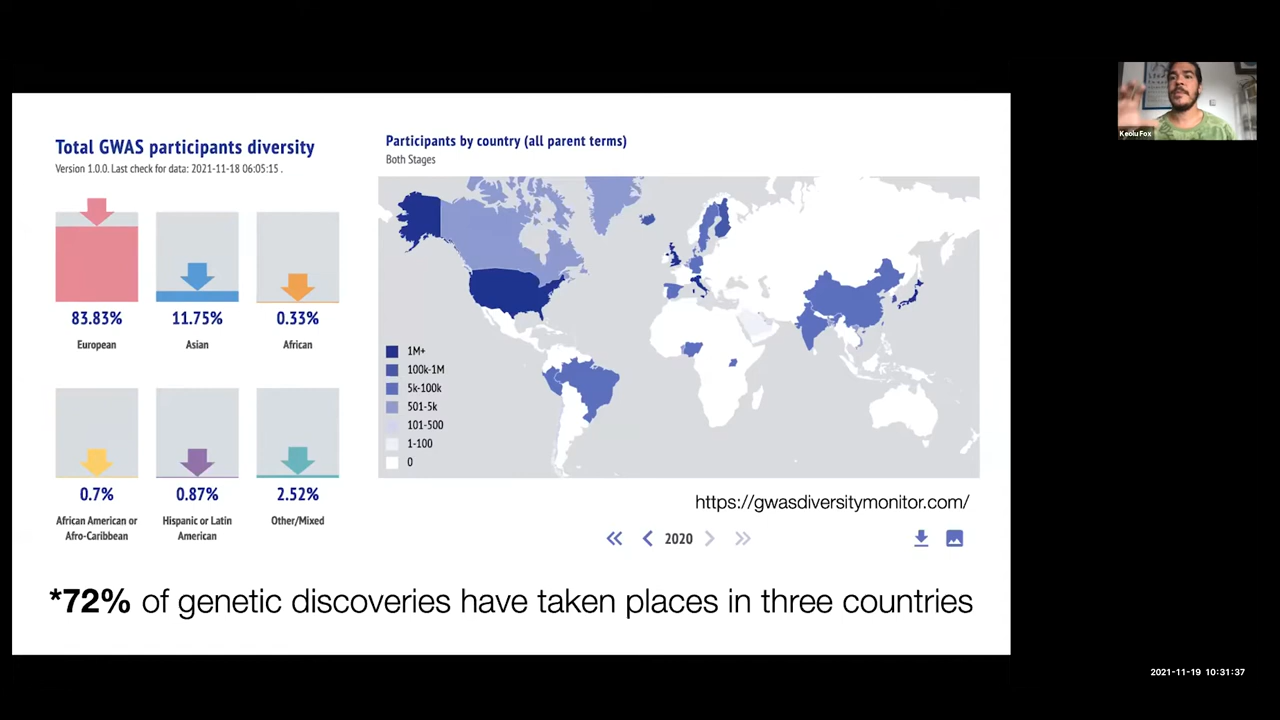 Total GWAS participants diversity
Version 1.0.0. Last check for data: 2021-11-18 06:05:15 .
83.83%
European
11.75%
Asian
0.33%
African
0.7%
African American or
Afro-Caribbean
0.87%
Hispanic or Latin
American
2.52%
Other/Mixed
Participants by country (all parent terms)
Both Stages
1M+
100k-1M
5k-100k
501-5k
101-500
1-100
0
https://gwasdiversitymonitor.com/
2020
*72% of genetic discoveries have taken places in three countries
Keolu Fox
2021-11-19 10:31:37